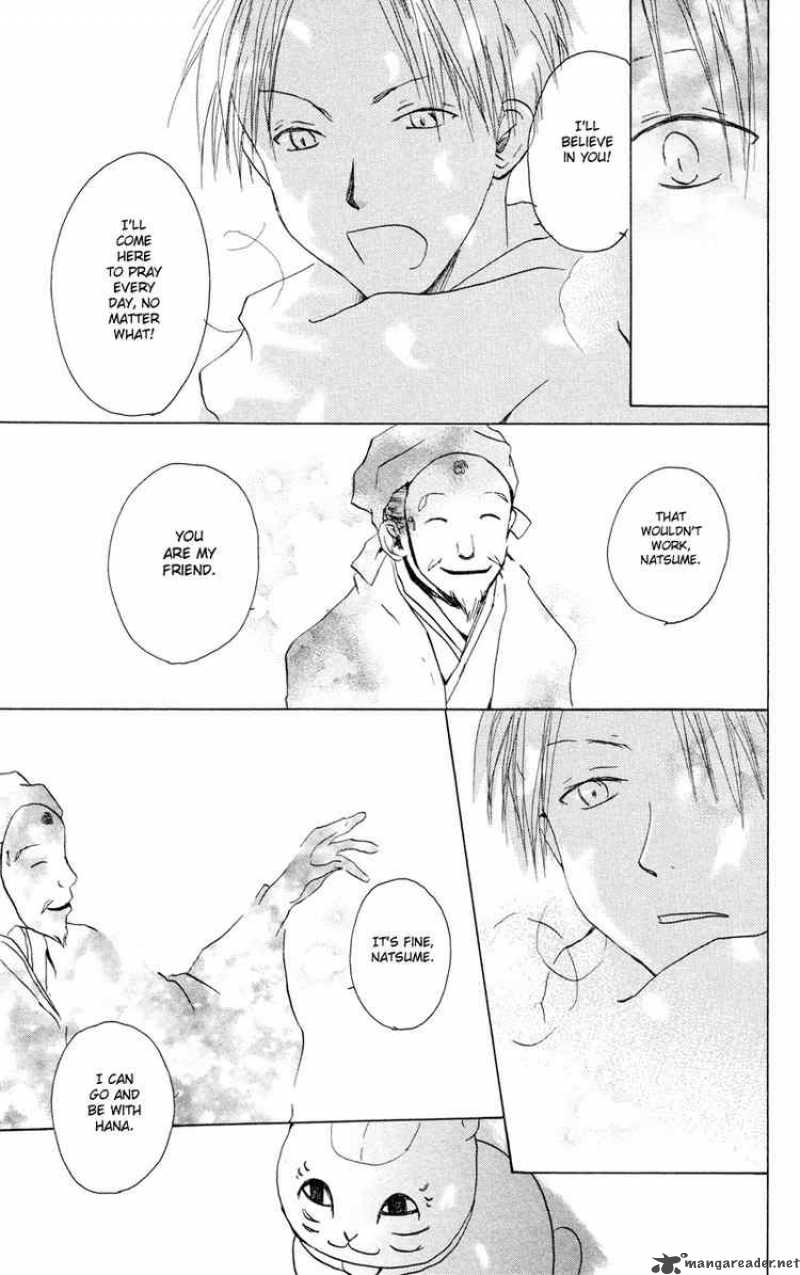 I'LL
BELIEVE
IN YOU!
I'LL
COME
HERE
TO PRAY
EVERY
DAY, NO
MATTER
WHAT!
THAT
WOULDN'T
WORK,
NATSUME.
YOU
ARE MY
FRIEND.
IT'S FINE,
NATSUME.
I CAN
GO AND
BE WITH
HANA.
mangareader.net